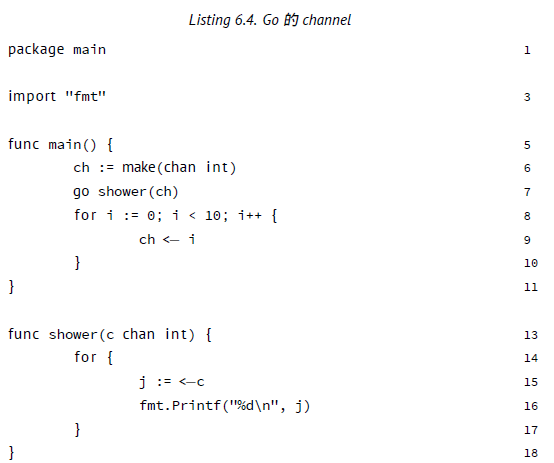 Listing 6.4. Go 的 channel
package main 1
import "fmt" 3
func main() { 5
ch := make(chan int) 6
go shower(ch) 7
for i := 0; i < 10; i++ { 8
ch <— i 9
} 10
} 11
func shower(c chan int) { 13
for { 14
j := <—c 15
fmt.Printf("%d\n", j) 16
} 17
} 18